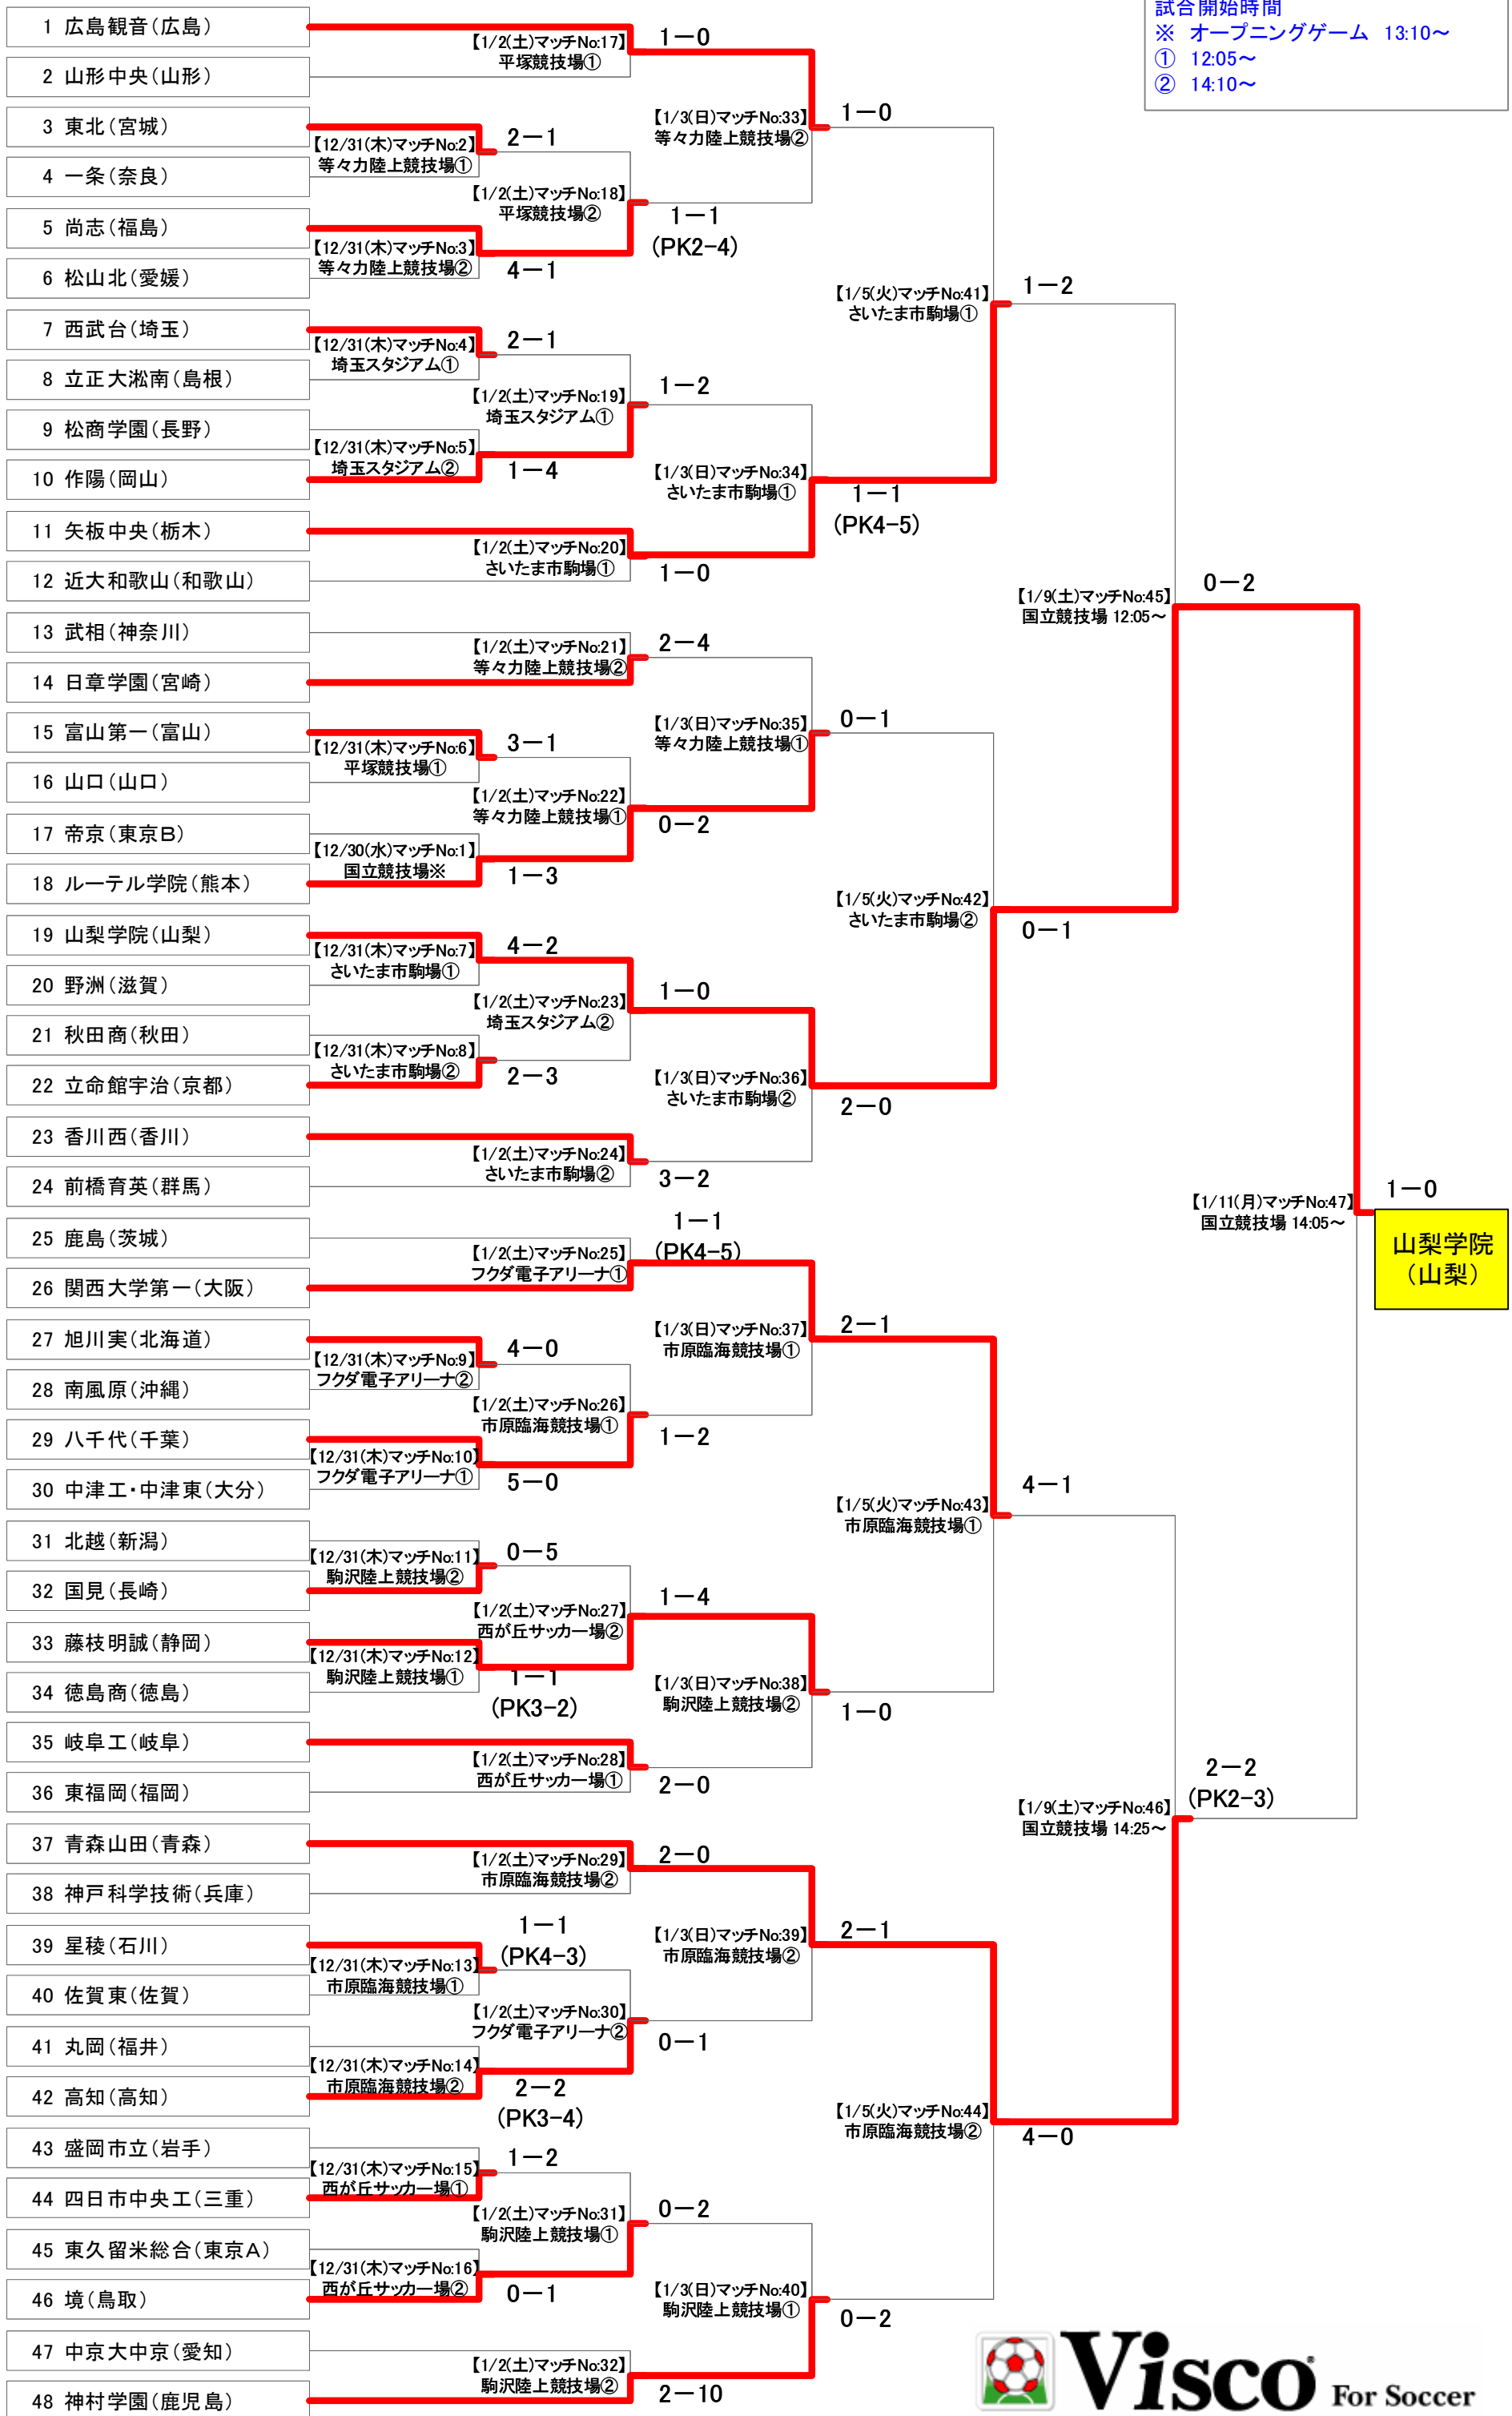 試合開始時間
※ オープニングゲーム 13:10～
① 12:05～
② 14:10～
1 広島観音(広島)
2 山形中央(山形)
3 東北(宮城)
4 一条(奈良)
5 尚志(福島)
6 松山北(愛媛)
7 西武台(埼玉)
8 立正大淞南(島根)
9 松商学園(長野)
10 作陽(岡山)
11 矢板中央(栃木)
12 近大和歌山(和歌山)
13 武相(神奈川)
14 日章学園(宮崎)
15 富山第一(富山)
16 山口(山口)
17 帝京(東京B)
18 ルーテル学院(熊本)
19 山梨学院(山梨)
20 野洲(滋賀)
21 秋田商(秋田)
22 立命館宇治(京都)
23 香川西(香川)
24 前橋育英(群馬)
25 鹿島(茨城)
26 関西大学第一(大阪)
27 旭川実(北海道)
28 南風原(沖縄)
29 八千代(千葉)
30 中津工・中津東(大分)
31 北越(新潟)
32 国見(長崎)
33 藤枝明誠(静岡)
34 徳島商(徳島)
35 岐阜工(岐阜)
36 東福岡(福岡)
37 青森山田(青森)
38 神戸科学技術(兵庫)
39 星稜(石川)
40 佐賀東(佐賀)
41 丸岡(福井)
42 高知(高知)
43 盛岡市立(岩手)
44 四日市中央工(三重)
45 東久留米総合(東京A)
46 境(鳥取)
47 中京大中京(愛知)
48 神村学園(鹿児島)
【12/31(木)マッチNo:2】
等々力陸上競技場①
2－1
【12/31(木)マッチNo:3】
等々力陸上競技場②
4－1
【12/31(木)マッチNo:4】
埼玉スタジアム①
2－1
【12/31(木)マッチNo:5】
埼玉スタジアム②
1－4
【12/31(木)マッチNo:6】
平塚競技場①
3－1
【12/30(水)マッチNo:1】
国立競技場※
1－3
【12/31(木)マッチNo:7】
さいたま市駒場①
4－2
【12/31(木)マッチNo:8】
さいたま市駒場②
2－3
【12/31(木)マッチNo:9】
フクダ電子アリーナ②
4－0
【12/31(木)マッチNo:10】
フクダ電子アリーナ①
5－0
【12/31(木)マッチNo:11】
駒沢陸上競技場②
0－5
【12/31(木)マッチNo:12】
駒沢陸上競技場①
1－1
(PK3-2)
【12/31(木)マッチNo:13】
市原臨海競技場①
1－1
(PK4-3)
【12/31(木)マッチNo:14】
市原臨海競技場②
2－2
(PK3-4)
【12/31(木)マッチNo:15】
西が丘サッカー場①
1－2
【12/31(木)マッチNo:16】
西が丘サッカー場②
0－1
【1/2(土)マッチNo:17】
平塚競技場①
1－0
【1/2(土)マッチNo:18】
平塚競技場②
1－1
(PK2-4)
【1/2(土)マッチNo:19】
埼玉スタジアム①
1－2
【1/2(土)マッチNo:20】
さいたま市駒場①
1－0
【1/2(土)マッチNo:21】
等々力陸上競技場②
2－4
【1/2(土)マッチNo:22】
等々力陸上競技場①
0－2
【1/2(土)マッチNo:23】
埼玉スタジアム②
1－0
【1/2(土)マッチNo:24】
さいたま市駒場②
3－2
【1/2(土)マッチNo:25】
フクダ電子アリーナ①
1－1
(PK4-5)
【1/2(土)マッチNo:26】
市原臨海競技場①
1－2
【1/2(土)マッチNo:27】
西が丘サッカー場②
1－4
【1/2(土)マッチNo:28】
西が丘サッカー場①
2－0
【1/2(土)マッチNo:29】
市原臨海競技場②
2－0
【1/2(土)マッチNo:30】
フクダ電子アリーナ②
0－1
【1/2(土)マッチNo:31】
駒沢陸上競技場①
0－2
【1/2(土)マッチNo:32】
駒沢陸上競技場②
2－10
【1/3(日)マッチNo:33】
等々力陸上競技場②
1－0
【1/3(日)マッチNo:34】
さいたま市駒場①
1－1
(PK4-5)
【1/3(日)マッチNo:35】
等々力陸上競技場①
0－1
【1/3(日)マッチNo:36】
さいたま市駒場②
2－0
【1/3(日)マッチNo:37】
市原臨海競技場①
2－1
【1/3(日)マッチNo:38】
駒沢陸上競技場②
1－0
【1/3(日)マッチNo:39】
市原臨海競技場②
2－1
【1/3(日)マッチNo:40】
駒沢陸上競技場①
0－2
【1/5(火)マッチNo:41】
さいたま市駒場①
1－2
【1/5(火)マッチNo:42】
さいたま市駒場②
0－1
【1/5(火)マッチNo:43】
市原臨海競技場①
4－1
【1/5(火)マッチNo:44】
市原臨海競技場②
4－0
【1/9(土)マッチNo:45】
国立競技場 12:05～
0－2
【1/9(土)マッチNo:46】
国立競技場 14:25～
2－2
(PK2-3)
【1/11(月)マッチNo:47】
国立競技場 14:05～
1－0
山梨学院
(山梨)
Visco For Soccer